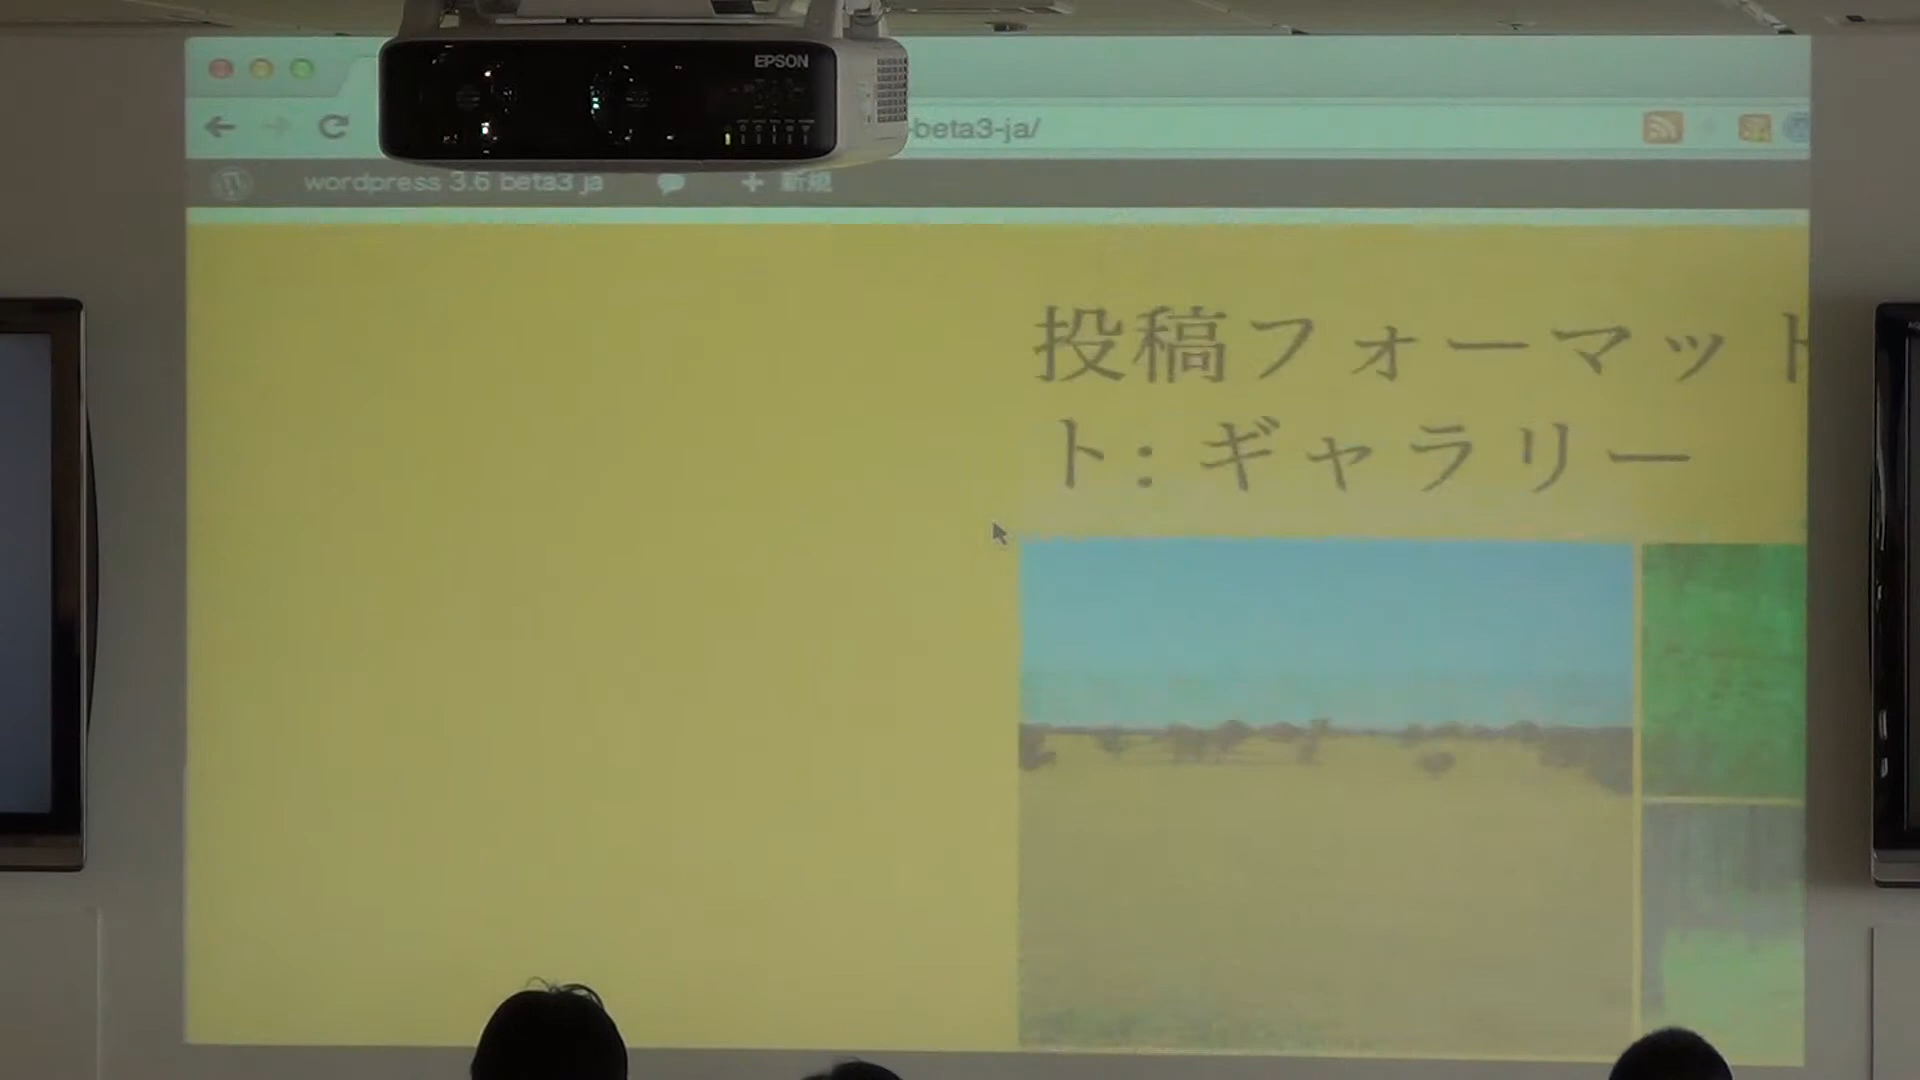 EPSON
-beta3-ja/
wordpress 3.6 beta3 ja
+ 新規
投稿フォーマット
ト: ギャラリー